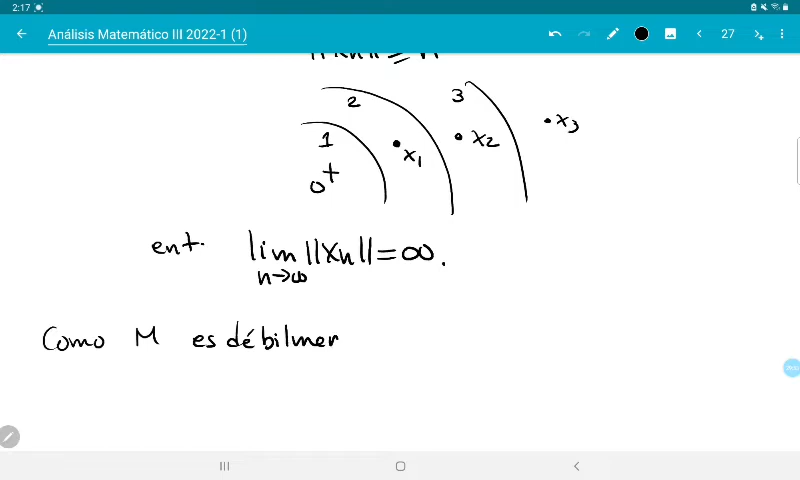 2:17
Análisis Matemático III 2022-1 (1)
27
||xn|| ≥ n
1
2
3
0
x1
x2
x3
ent. lim ||xn|| = ∞.
n→∞
Como M es débilmer